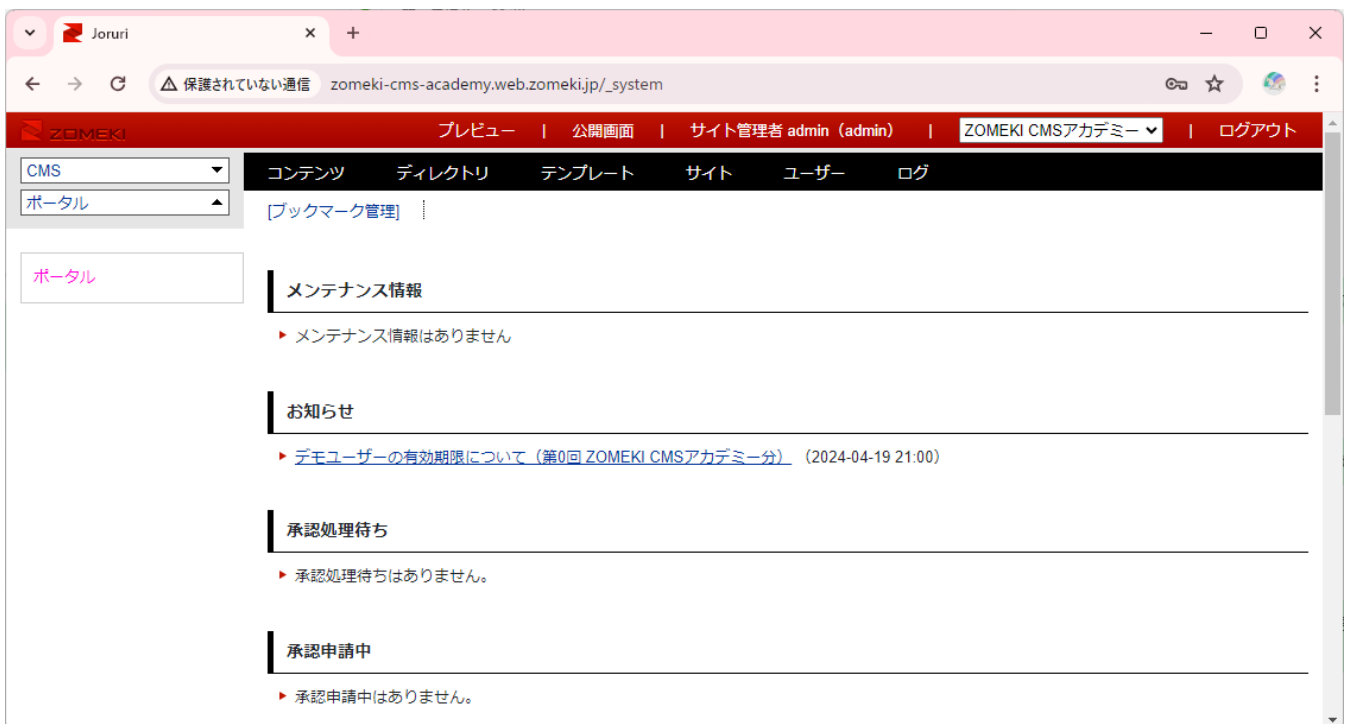 Joruri
保護されていない通信 zomeki-cms-academy.web.zomeki.jp/_system
ZOMEKI プレビュー | 公開画面 | サイト管理者 admin（admin） | ZOMEKI CMSアカデミー | ログアウト
CMS
ポータル
コンテンツ ディレクトリ テンプレート サイト ユーザー ログ
[ブックマーク管理]
ポータル
メンテナンス情報
メンテナンス情報はありません
お知らせ
デモユーザーの有効期限について（第0回 ZOMEKI CMSアカデミー分） （2024-04-19 21:00）
承認処理待ち
承認処理待ちはありません。
承認申請中
承認申請中はありません。